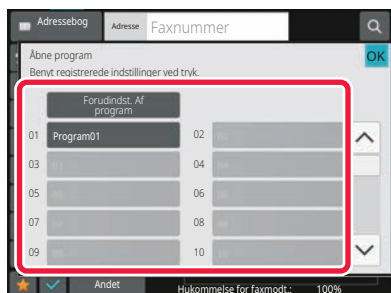 Adressebog
Adresse
Faxnummer
Åbne program
OK
Benyt registrerede indstillinger ved tryk.
Forudindst. Af
program
01 Program01
02
03
04
05
06
07
08
09
10
Andet
Hukommelse for faxmodt.: 100%